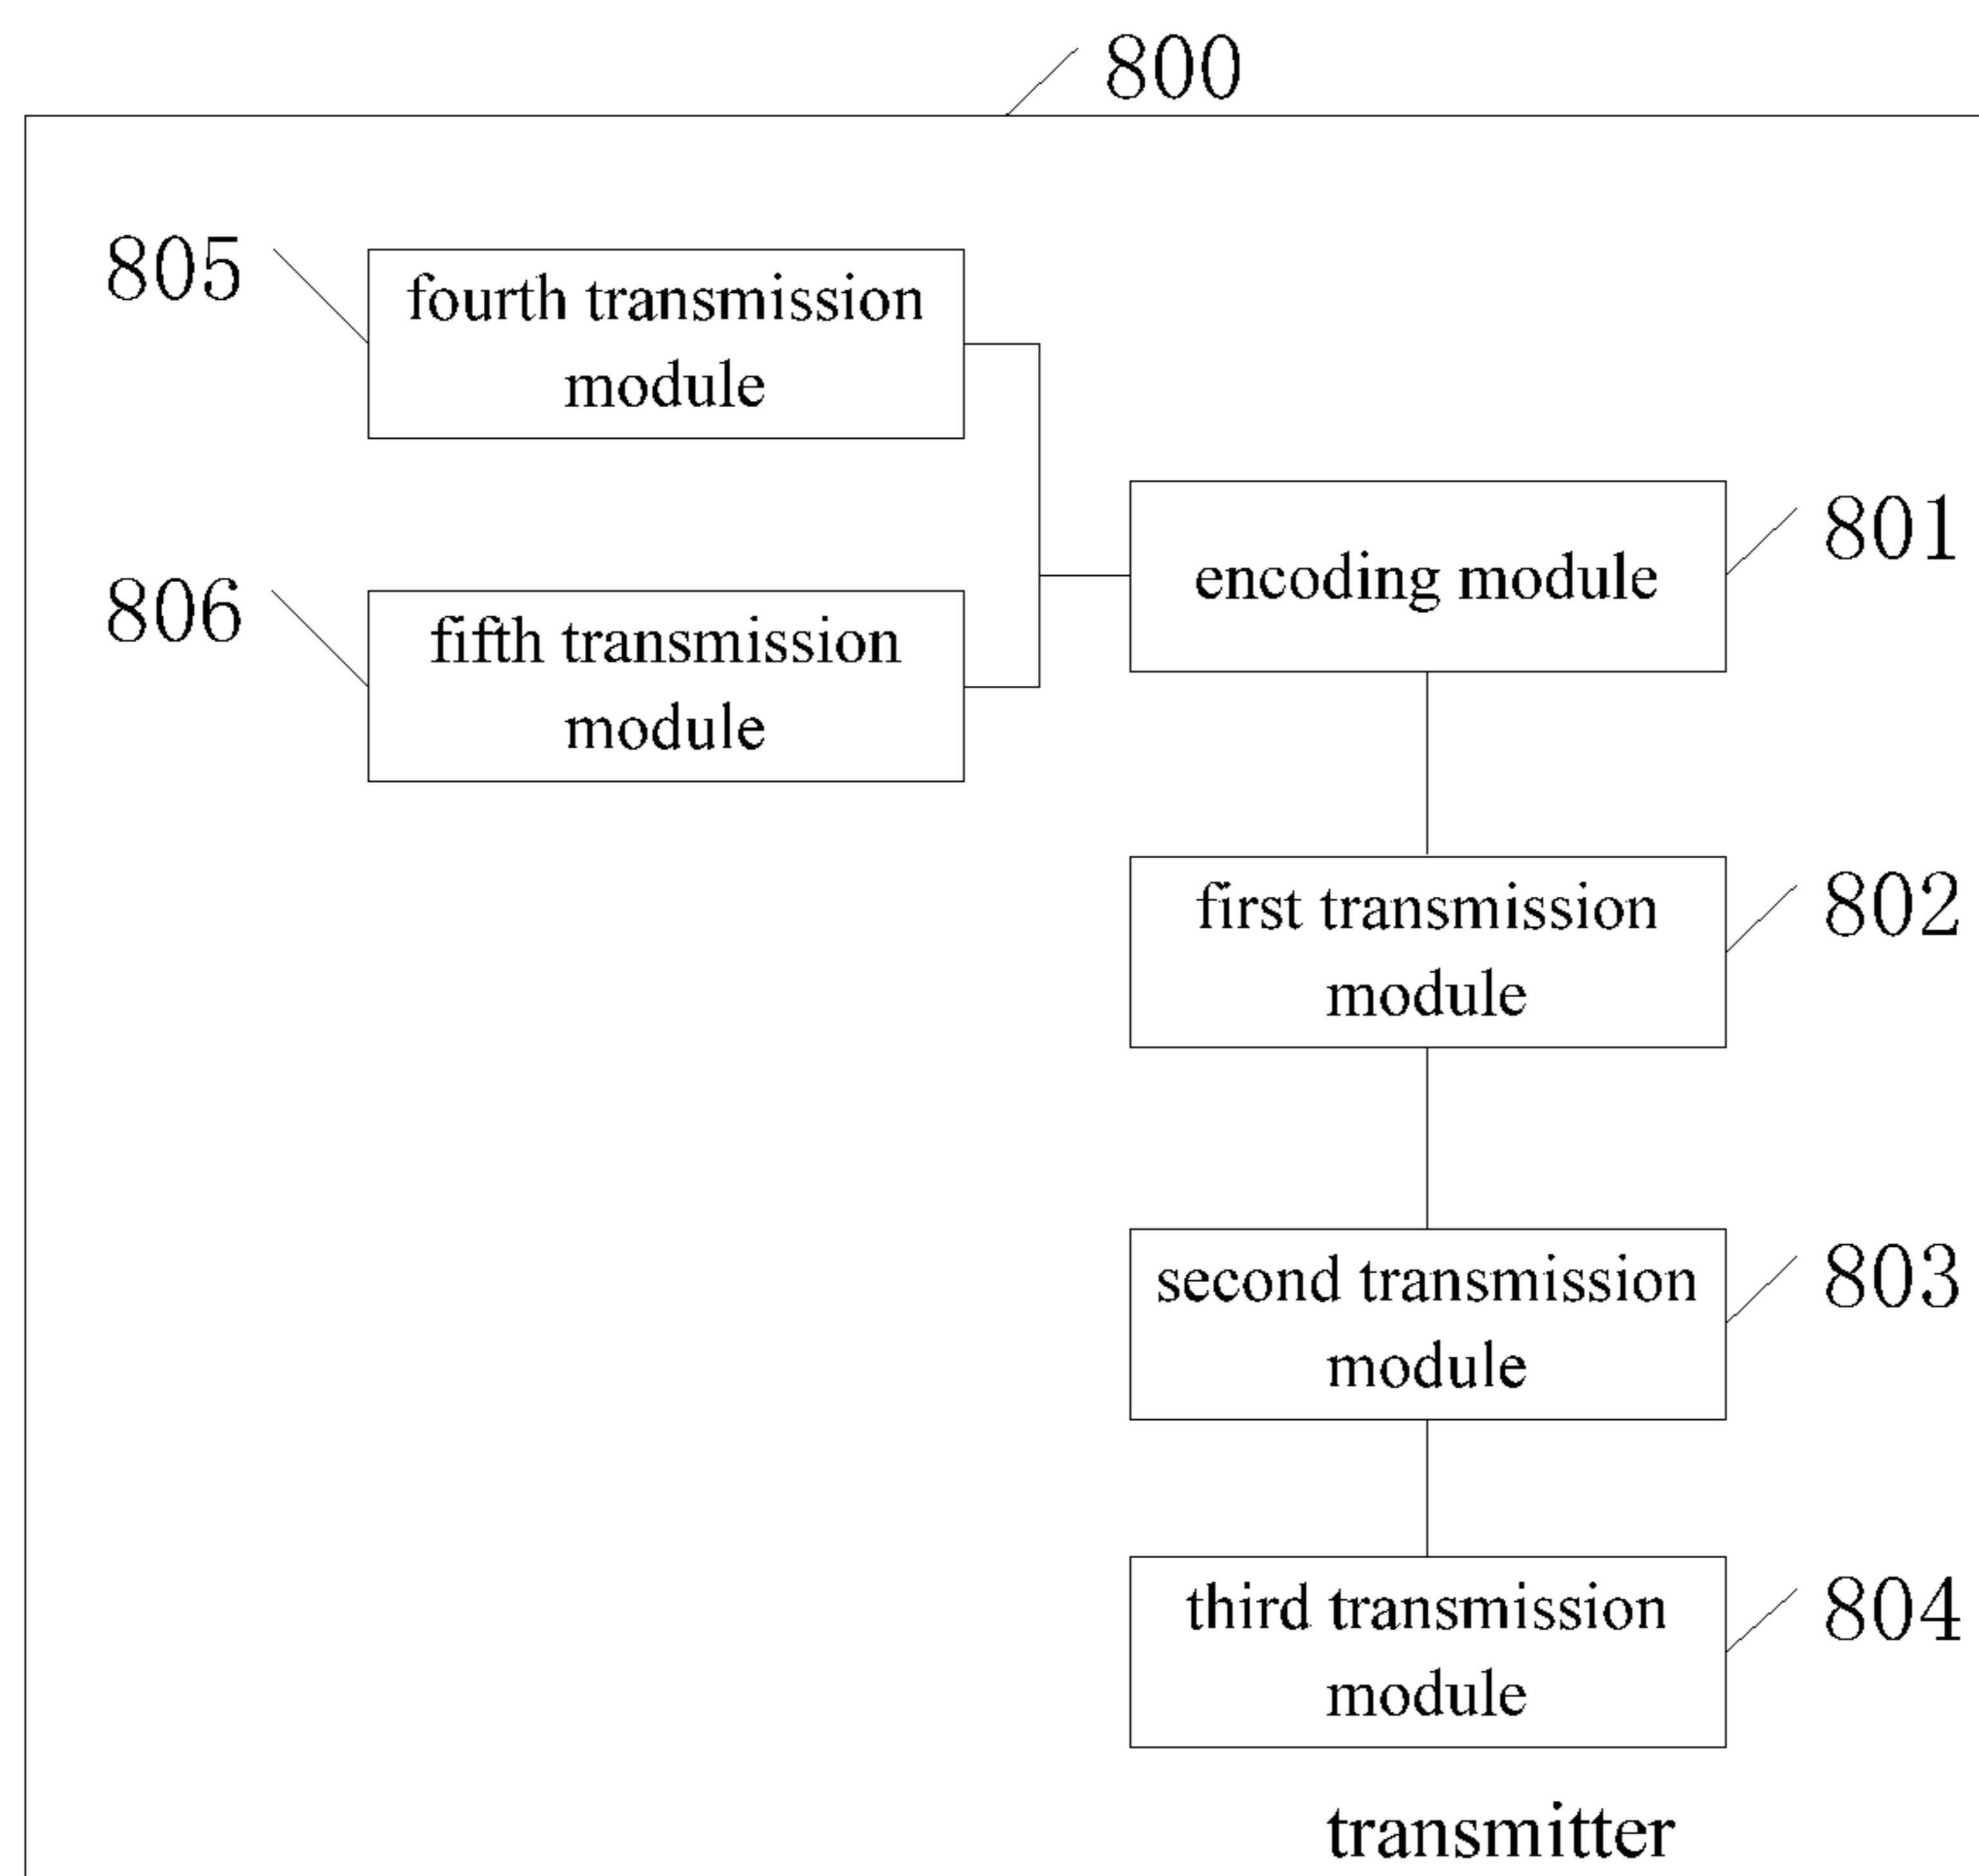 800
805
fourth transmission
module
801
encoding module
806
fifth transmission
module
802
first transmission
module
803
second transmission
module
804
third transmission
module
transmitter